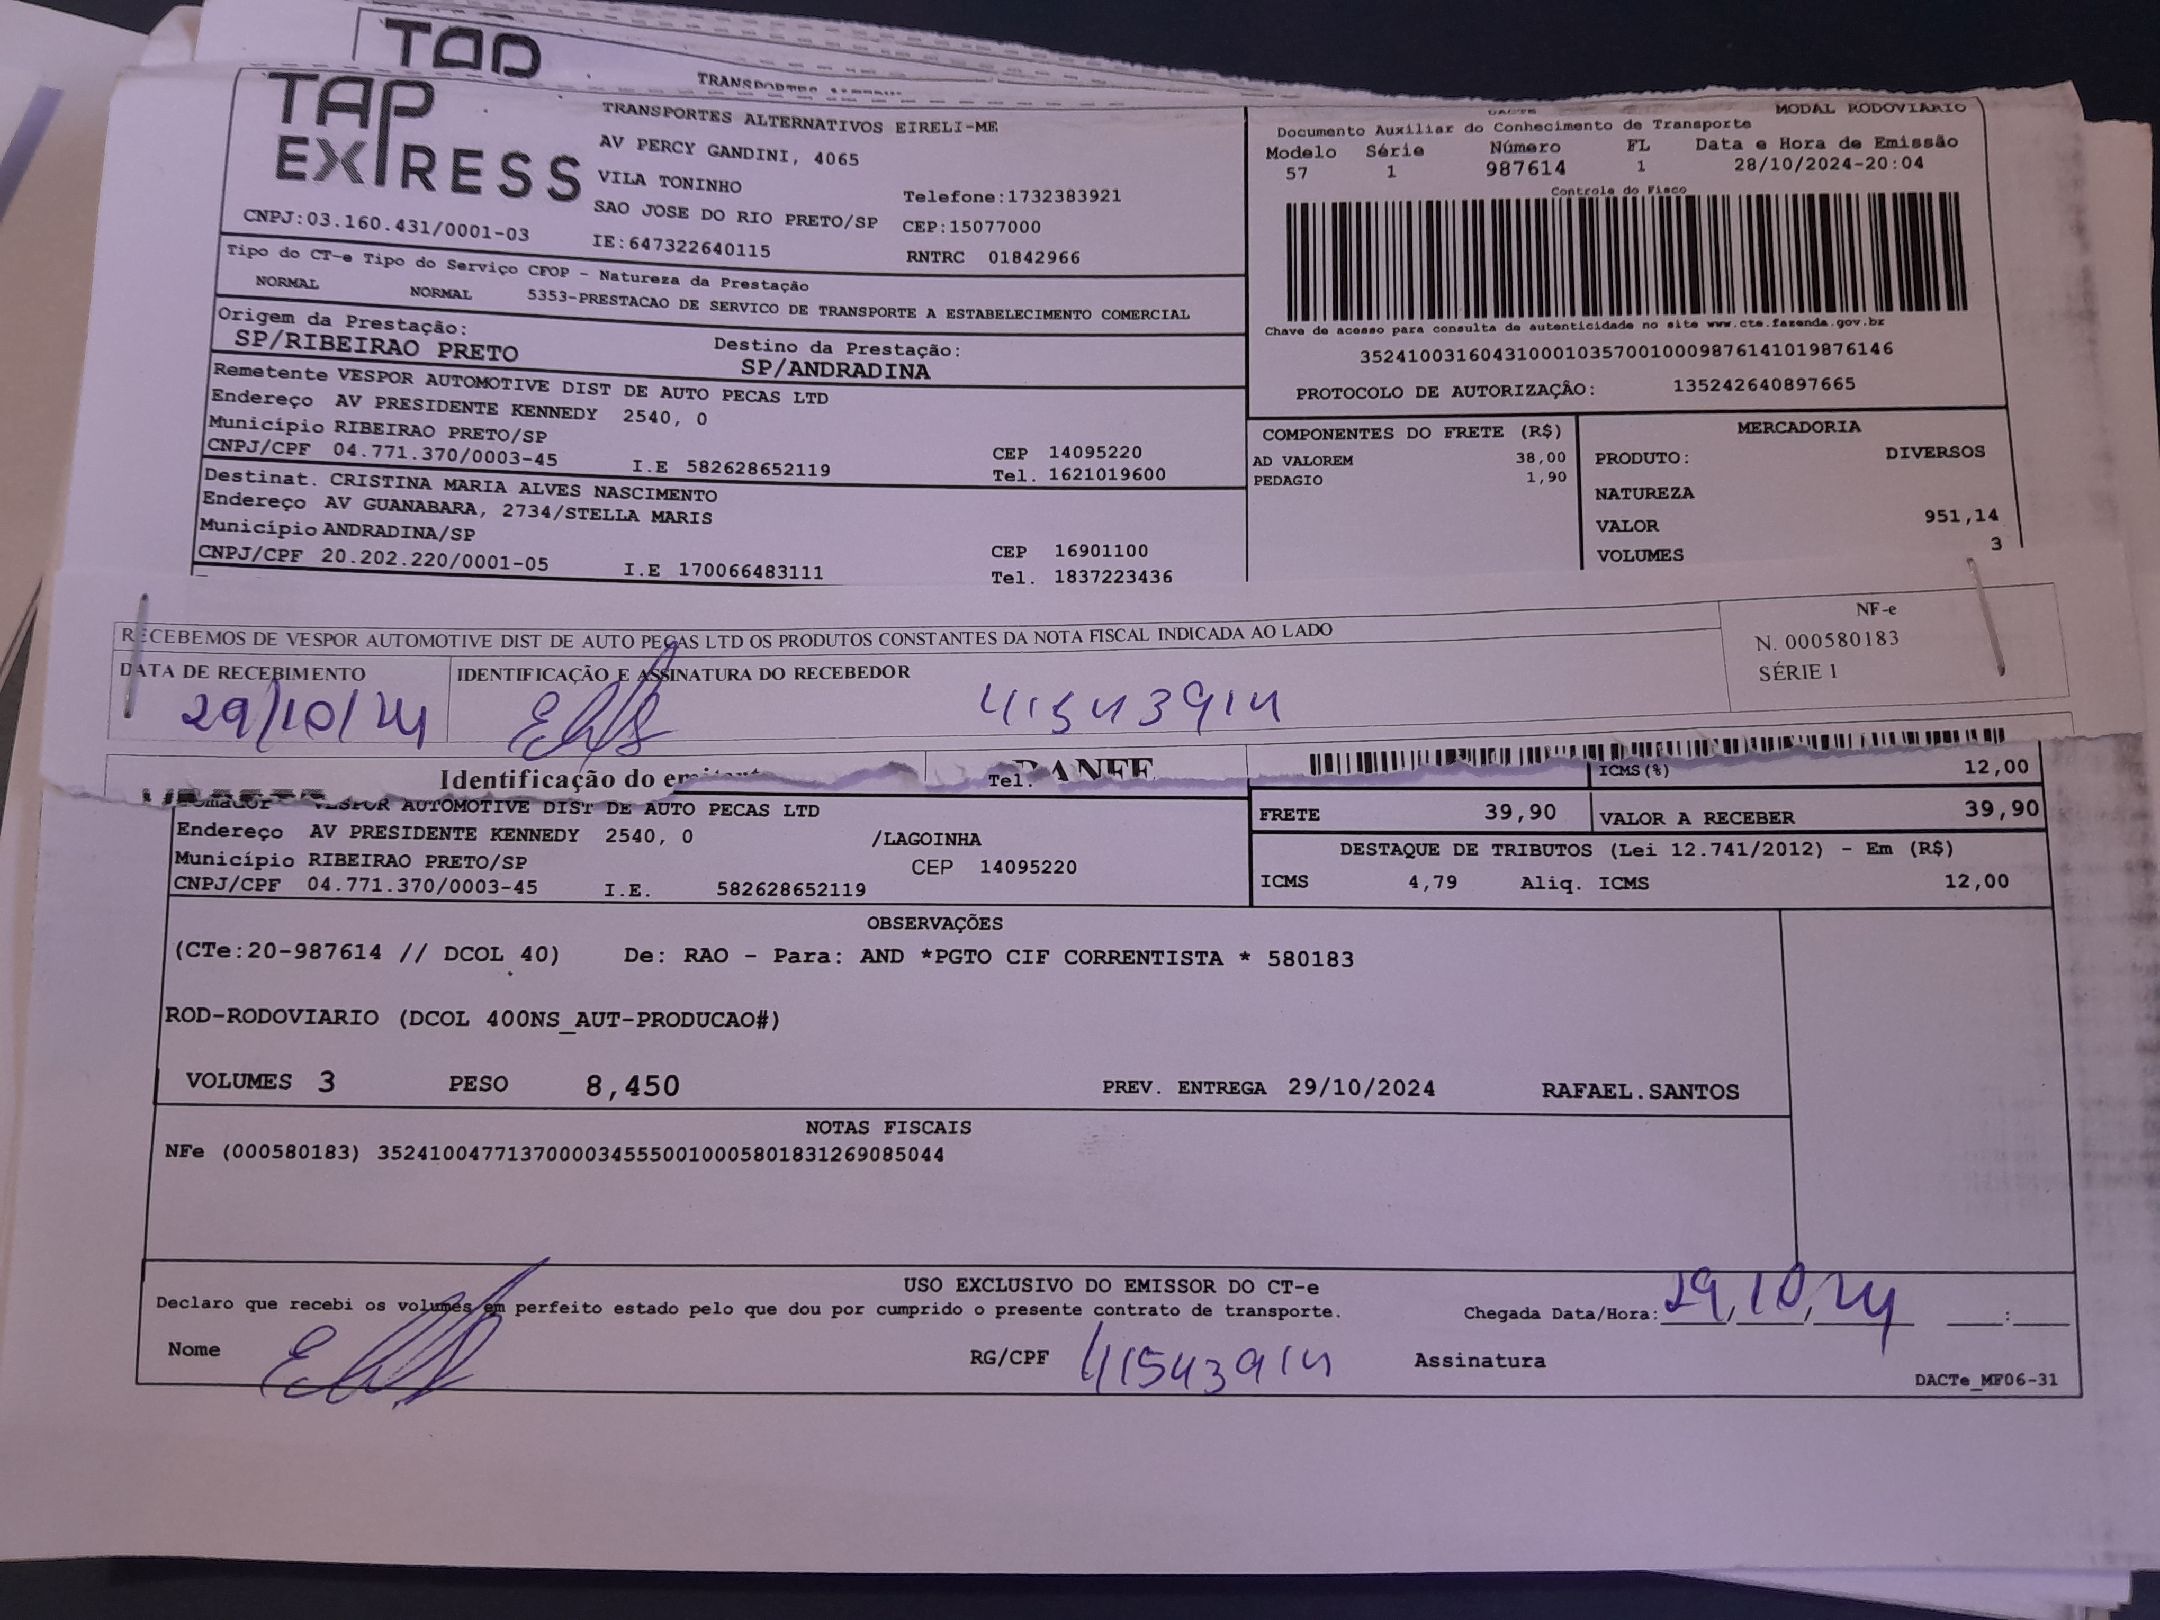 TAP
TRANSPORTES
TAP
EXPRESS
TRANSPORTES ALTERNATIVOS EIRELI-ME
AV PERCY GANDINI, 4065
VILA TONINHO
SAO JOSE DO RIO PRETO/SP
Telefone:1732383921
CEP:15077000
CNPJ:03.160.431/0001-03
IE:647322640115
RNTRC 01842966
DACTE MODAL RODOVIARIO
Documento Auxiliar do Conhecimento de Transporte
Modelo Série Número FL Data e Hora de Emissão
57 1 987614 1 28/10/2024-20:04
Controle do Fisco
Chave de acesso para consulta de autenticidade no site www.cte.fazenda.gov.br
35241003160431000103570010009876141019876146
PROTOCOLO DE AUTORIZAÇÃO: 135242640897665
Tipo do CT-e Tipo do Serviço CFOP - Natureza da Prestação
NORMAL NORMAL 5353-PRESTACAO DE SERVICO DE TRANSPORTE A ESTABELECIMENTO COMERCIAL
Origem da Prestação: Destino da Prestação:
SP/RIBEIRAO PRETO SP/ANDRADINA
Remetente VESPOR AUTOMOTIVE DIST DE AUTO PECAS LTD
Endereço AV PRESIDENTE KENNEDY 2540, 0
Município RIBEIRAO PRETO/SP CEP 14095220
CNPJ/CPF 04.771.370/0003-45 I.E 582628652119 Tel. 1621019600
Destinat. CRISTINA MARIA ALVES NASCIMENTO
Endereço AV GUANABARA, 2734/STELLA MARIS
Município ANDRADINA/SP CEP 16901100
CNPJ/CPF 20.202.220/0001-05 I.E 170066483111 Tel. 1837223436
COMPONENTES DO FRETE (R$)
AD VALOREM 38,00
PEDAGIO 1,90
MERCADORIA
PRODUTO: DIVERSOS
NATUREZA
VALOR 951,14
VOLUMES 3
RECEBEMOS DE VESPOR AUTOMOTIVE DIST DE AUTO PEÇAS LTD OS PRODUTOS CONSTANTES DA NOTA FISCAL INDICADA AO LADO
DATA DE RECEBIMENTO IDENTIFICAÇÃO E ASSINATURA DO RECEBEDOR
29/10/24 41543914
NF-e
N. 000580183
SÉRIE 1
Identificação do emitente Tel. DANFE
ICMS(%) 12,00
Tomador VESPOR AUTOMOTIVE DIST DE AUTO PECAS LTD
Endereço AV PRESIDENTE KENNEDY 2540, 0 /LAGOINHA
Município RIBEIRAO PRETO/SP CEP 14095220
CNPJ/CPF 04.771.370/0003-45 I.E. 582628652119
FRETE 39,90 VALOR A RECEBER 39,90
DESTAQUE DE TRIBUTOS (Lei 12.741/2012) - Em (R$)
ICMS 4,79 Aliq. ICMS 12,00
OBSERVAÇÕES
(CTe:20-987614 // DCOL 40) De: RAO - Para: AND *PGTO CIF CORRENTISTA * 580183
ROD-RODOVIARIO (DCOL 400NS_AUT-PRODUCAO#)
VOLUMES 3 PESO 8,450 PREV. ENTREGA 29/10/2024 RAFAEL.SANTOS
NOTAS FISCAIS
NFe (000580183) 35241004771370000345550010005801831269085044
USO EXCLUSIVO DO EMISSOR DO CT-e
Declaro que recebi os volumes em perfeito estado pelo que dou por cumprido o presente contrato de transporte. Chegada Data/Hora: 29/10/24 :
Nome RG/CPF 41543914 Assinatura
DACTe_MF06-31